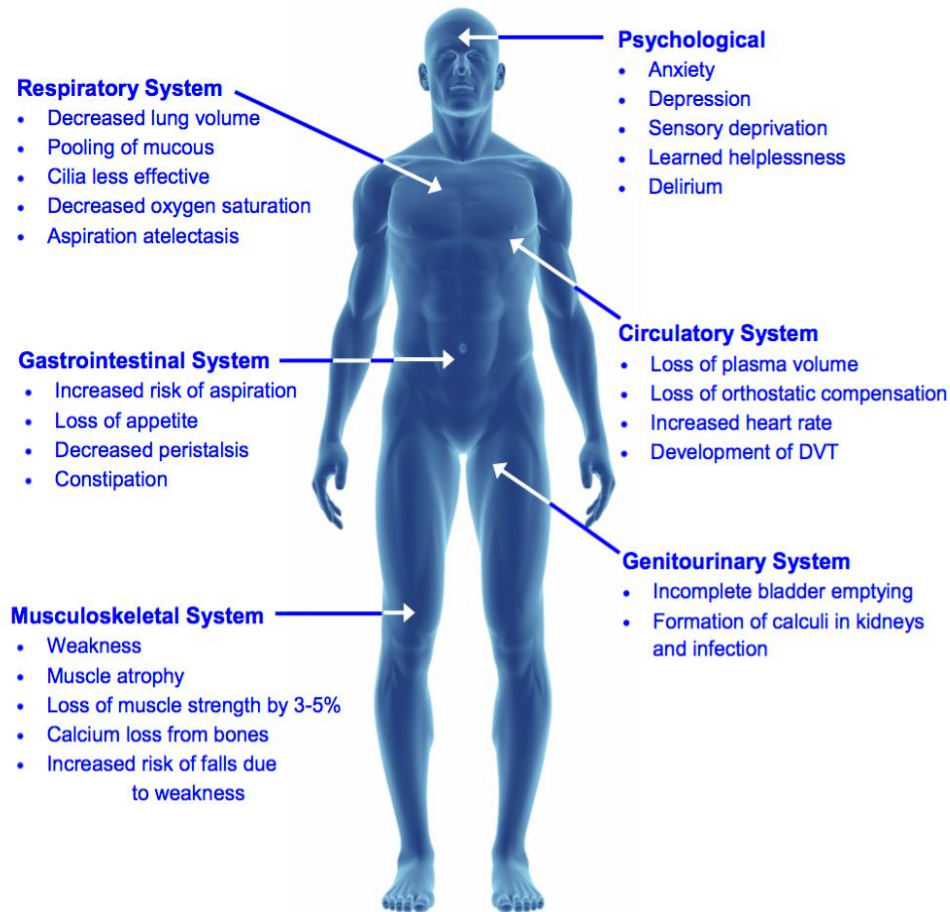 Psychological
• Anxiety
• Depression
• Sensory deprivation
• Learned helplessness
• Delirium
Respiratory System
• Decreased lung volume
• Pooling of mucous
• Cilia less effective
• Decreased oxygen saturation
• Aspiration atelectasis
Circulatory System
• Loss of plasma volume
• Loss of orthostatic compensation
• Increased heart rate
• Development of DVT
Gastrointestinal System
• Increased risk of aspiration
• Loss of appetite
• Decreased peristalsis
• Constipation
Genitourinary System
• Incomplete bladder emptying
• Formation of calculi in kidneys
and infection
Musculoskeletal System
• Weakness
• Muscle atrophy
• Loss of muscle strength by 3-5%
• Calcium loss from bones
• Increased risk of falls due
to weakness